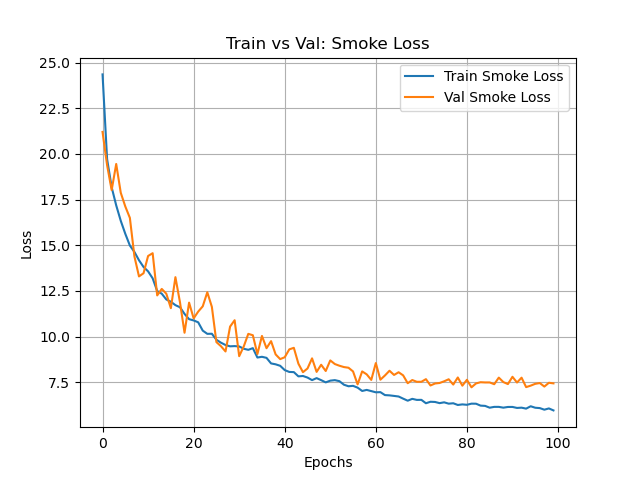 Train vs Val: Smoke Loss
Train Smoke Loss
Val Smoke Loss
25.0
22.5
20.0
17.5
15.0
12.5
10.0
7.5
Loss
0 20 40 60 80 100
Epochs